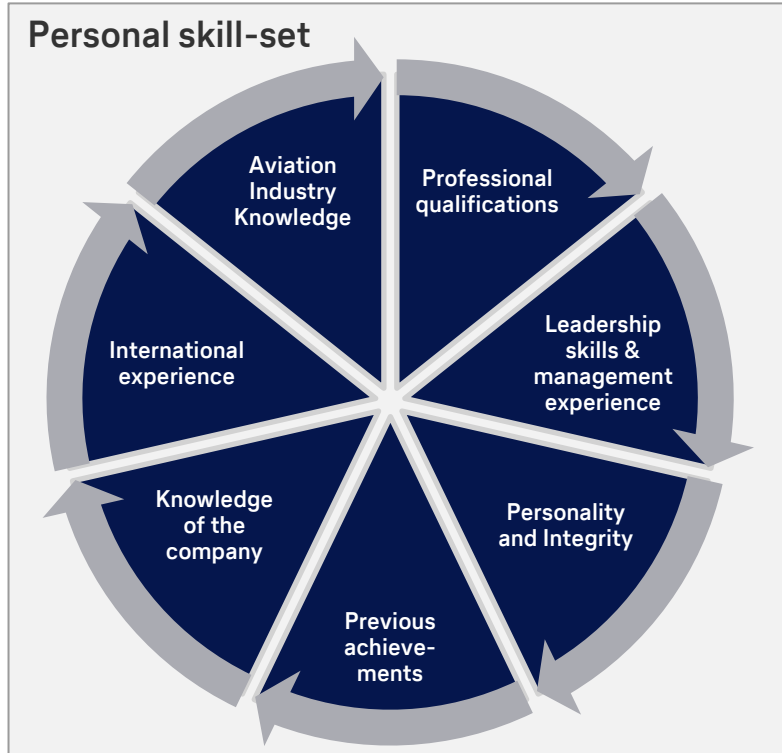 Personal skill-set
Aviation
Industry
Knowledge
Professional
qualifications
Leadership
skills &
management
experience
Personality
and Integrity
Previous
achieve-
ments
Knowledge
of the
company
International
experience